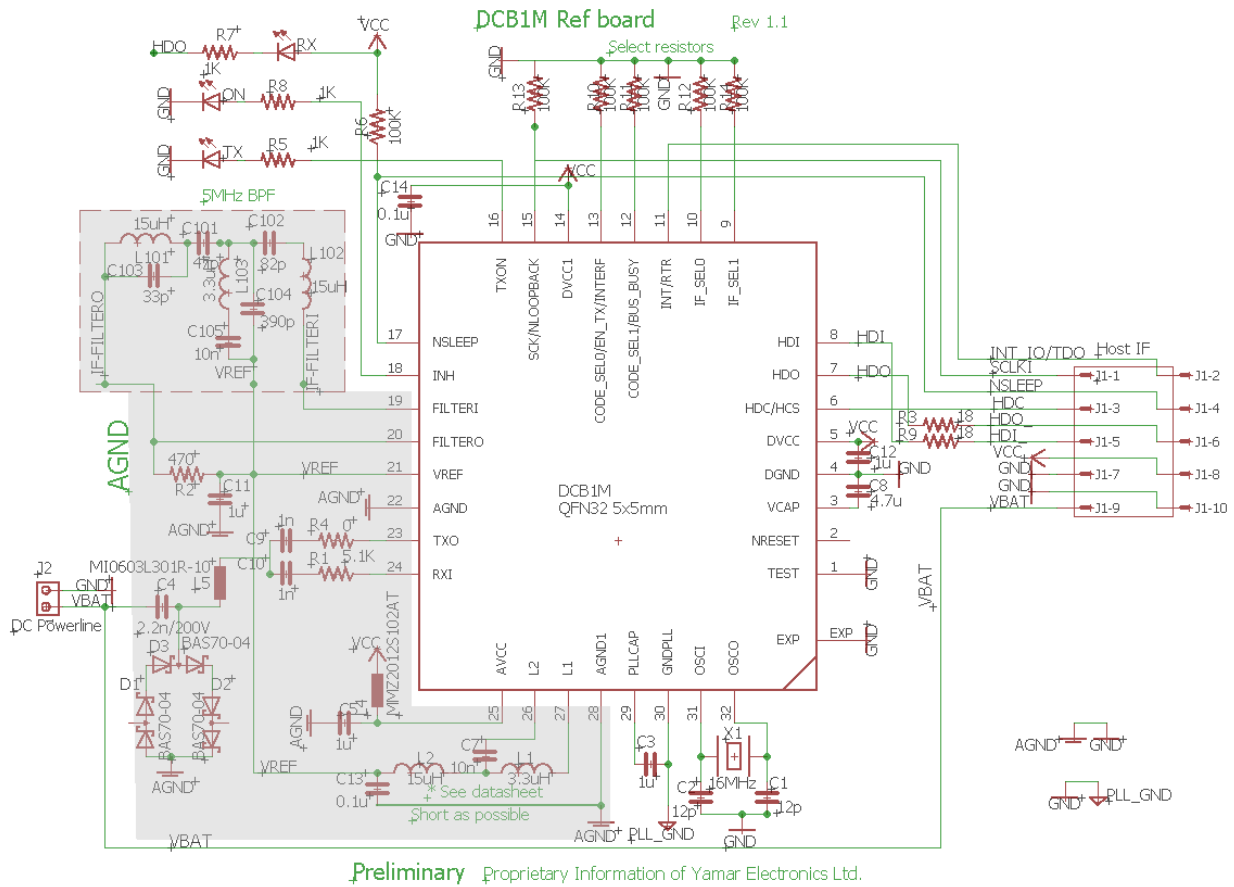 DCB1M Ref board
Rev 1.1
HDO
R7
1K
RX
VCC
Select resistors
GND
ON
R8
1K
GND
TX
R5
1K
R6
100K
GND
R13
100K
R10
100K
R11
100K
GND
R12
100K
R14
100K
VCC
C14
0.1u
GND
5MHz BPF
15uH
L101
C101
C102
82p
L102
15uH
C103
33p
3.3uH
L103
C104
390p
C105
10n
VREF
IF-FILTERO
IF-FILTERI
16
15
14
13
12
11
10
9
TXON
SCK/NLOOPBACK
DVCC1
CODE_SEL0/EN_TX/INTERF
CODE_SEL1/BUS_BUSY
INT/RTR
IF_SEL0
IF_SEL1
17
NSLEEP
18
INH
19
FILTERI
20
FILTERO
21
VREF
22
AGND
23
TXO
24
RXI
HDI
8
HDI
HDO
7
HDO
HDC/HCS
6
DVCC
5
DGND
4
VCAP
3
NRESET
2
TEST
1
EXP
EXP
DCB1M
QFN32 5x5mm
VCC
C12
1u
GND
C8
4.7u
GND
GND
R3
18
R9
18
INT_IO/TDO
SCLKI
NSLEEP
HDC
HDO_
HDI_
VCC
GND
GND
VBAT
Host IF
J1-1
J1-2
J1-3
J1-4
J1-5
J1-6
J1-7
J1-8
J1-9
J1-10
VBAT
AGND
470
R2
VREF
C11
1u
AGND
AGND
1n
C9
R4
0
C10
1n
R1
5.1K
MI0603L301R-10
L5
J2
GND
VBAT
DC Powerline
C4
2.2n/200V
D3
BAS70-04
D1
BAS70-04
D2
BAS70-04
AGND
VCC
MMZ2012S102AT
AGND
C5
1u
AVCC
L2
L1
AGND1
PLLCAP
GNDPLL
OSCI
OSCO
25
26
27
28
29
30
31
32
VREF
C13
0.1u
L2
15uH
C7
10n
L1
3.3uH
* See datasheet
Short as possible
AGND
C3
1u
PLL_GND
X1
16MHz
C2
12p
C1
12p
GND
AGND
GND
GND
PLL_GND
VBAT
Preliminary
Proprietary Information of Yamar Electronics Ltd.